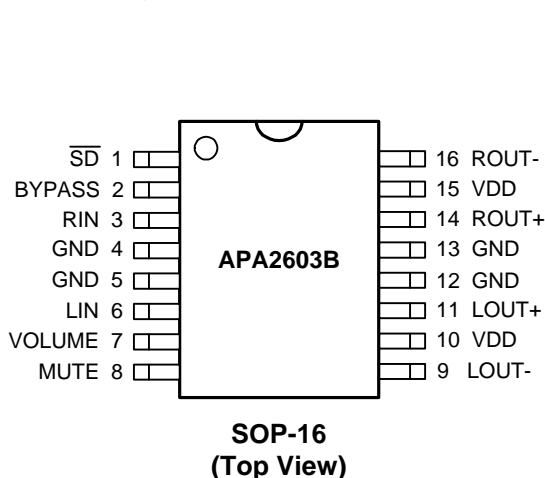 SD 1
BYPASS 2
RIN 3
GND 4
GND 5
LIN 6
VOLUME 7
MUTE 8
APA2603B
16 ROUT-
15 VDD
14 ROUT+
13 GND
12 GND
11 LOUT+
10 VDD
9 LOUT-
SOP-16
(Top View)